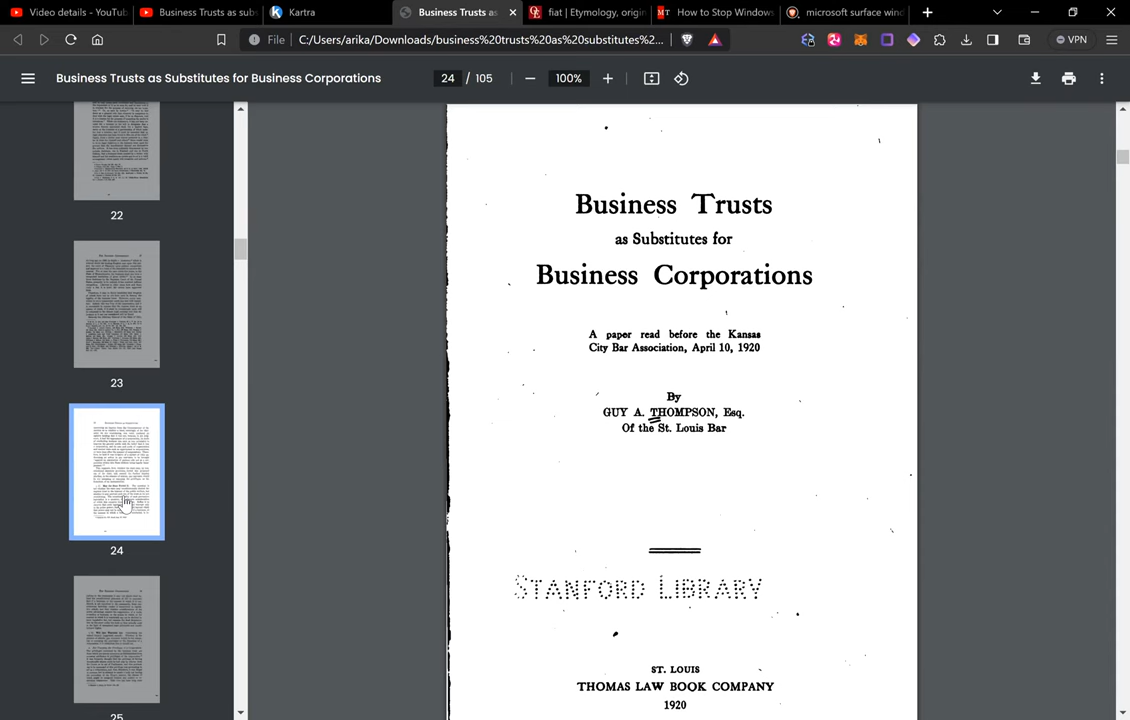 Video details - YouTub
Business Trusts as sub
Kartra
Business Trusts as
fiat | Etymology, origin
How to Stop Windows
microsoft surface wind
File
C:/Users/arika/Downloads/business%20trusts%20as%20substitutes%2...
VPN
Business Trusts as Substitutes for Business Corporations
24 / 105
100%
22
23
24
25
Business Trusts
as Substitutes for
Business Corporations
A paper read before the Kansas
City Bar Association, April 10, 1920
By
GUY A. THOMPSON, Esq.
Of the St. Louis Bar
STANFORD LIBRARY
ST. LOUIS
THOMAS LAW BOOK COMPANY
1920